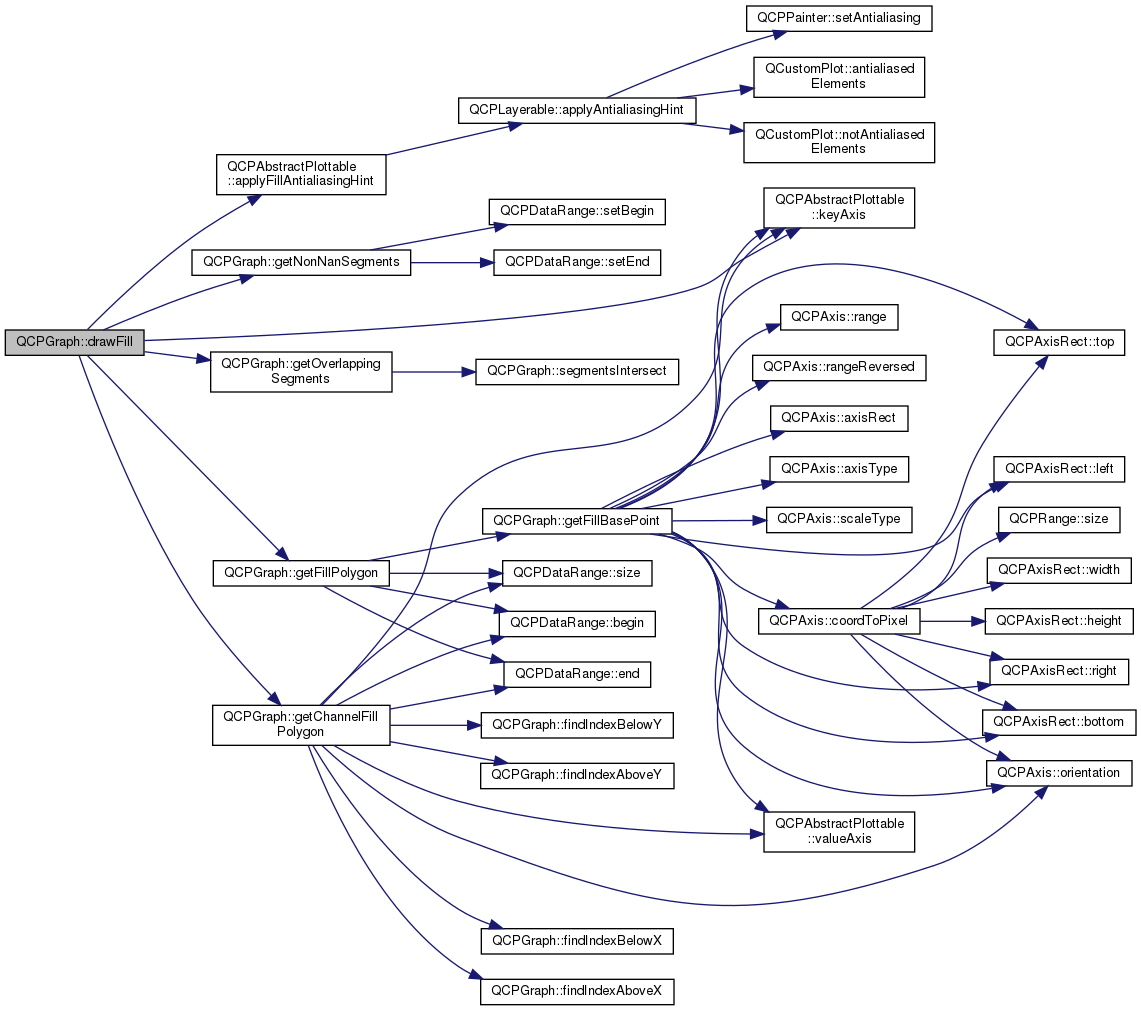 QCPPainter::setAntialiasing
QCustomPlot::antialiased
Elements
QCPLayerable::applyAntialiasingHint
QCustomPlot::notAntialiased
Elements
QCPAbstractPlottable
::applyFillAntialiasingHint
QCPAbstractPlottable
::keyAxis
QCPDataRange::setBegin
QCPGraph::getNonNanSegments
QCPDataRange::setEnd
QCPAxis::range
QCPGraph::drawFill
QCPAxisRect::top
QCPGraph::getOverlapping
Segments
QCPGraph::segmentsIntersect
QCPAxis::rangeReversed
QCPAxis::axisRect
QCPAxis::axisType
QCPAxisRect::left
QCPGraph::getFillBasePoint
QCPAxis::scaleType
QCPRange::size
QCPGraph::getFillPolygon
QCPDataRange::size
QCPAxisRect::width
QCPDataRange::begin
QCPAxis::coordToPixel
QCPAxisRect::height
QCPDataRange::end
QCPAxisRect::right
QCPGraph::getChannelFill
Polygon
QCPGraph::findIndexBelowY
QCPAxisRect::bottom
QCPGraph::findIndexAboveY
QCPAxis::orientation
QCPAbstractPlottable
::valueAxis
QCPGraph::findIndexBelowX
QCPGraph::findIndexAboveX